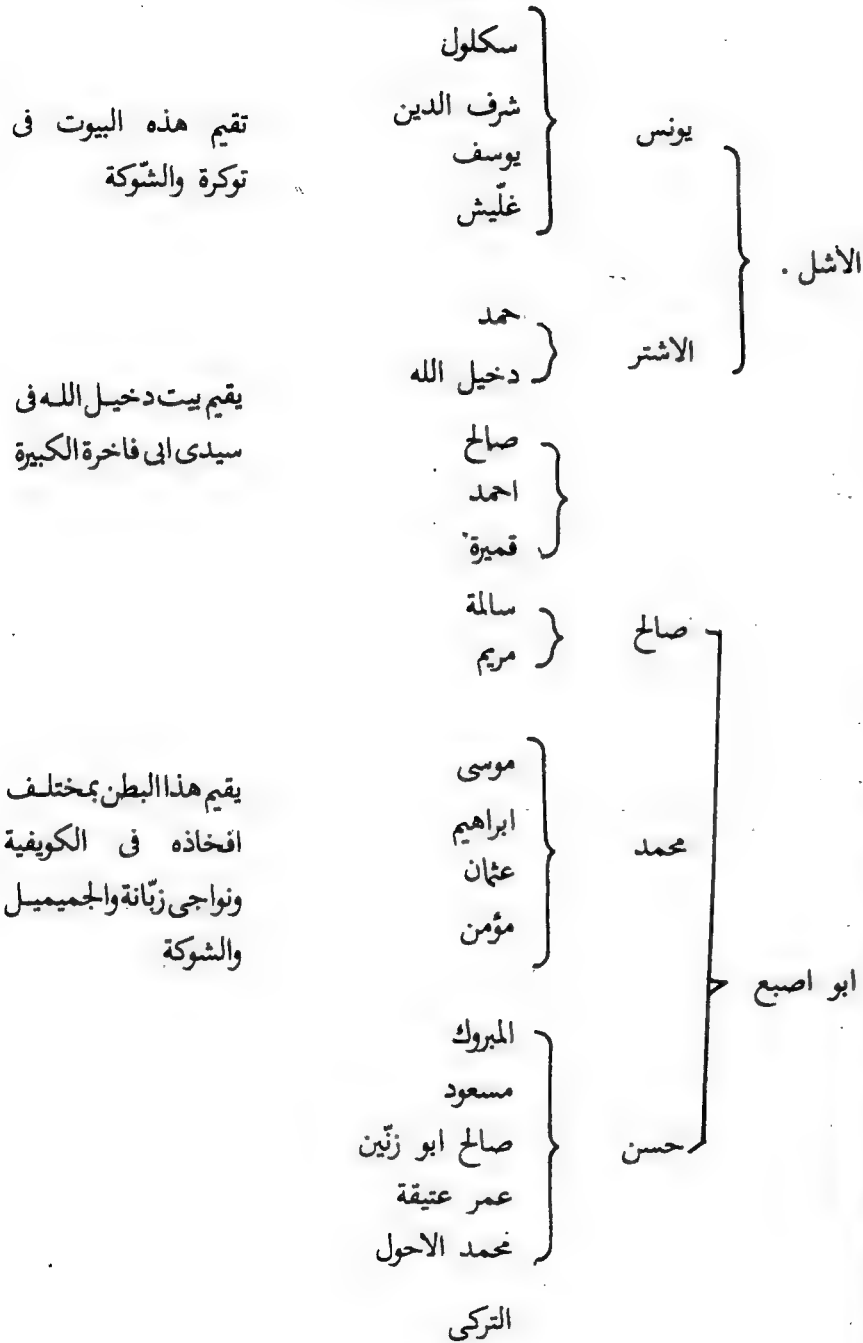 الأشل .
يونس
سكلول
شرف الدين
يوسف
غلّيش
تقيم هذه البيوت فى
توكرة والشّوكة
الاشتر
حمد
دخيل الله
يقيم بيت دخيل الله فى
سيدى ابى فاخرة الكبيرة
صالح
احمد
قميرة
ابو اصبع
صالح
سالمة
مريم
محمد
موسى
ابراهيم
عثمان
مؤمن
يقيم هذا البطن بمختلف
افخاذه فى الكويفية
ونواجى زبّانة والجميميل
والشوكة
حسن
المبروك
مسعود
صالح ابو زنّين
عمر عتيقة
محمد الاحول
التركى